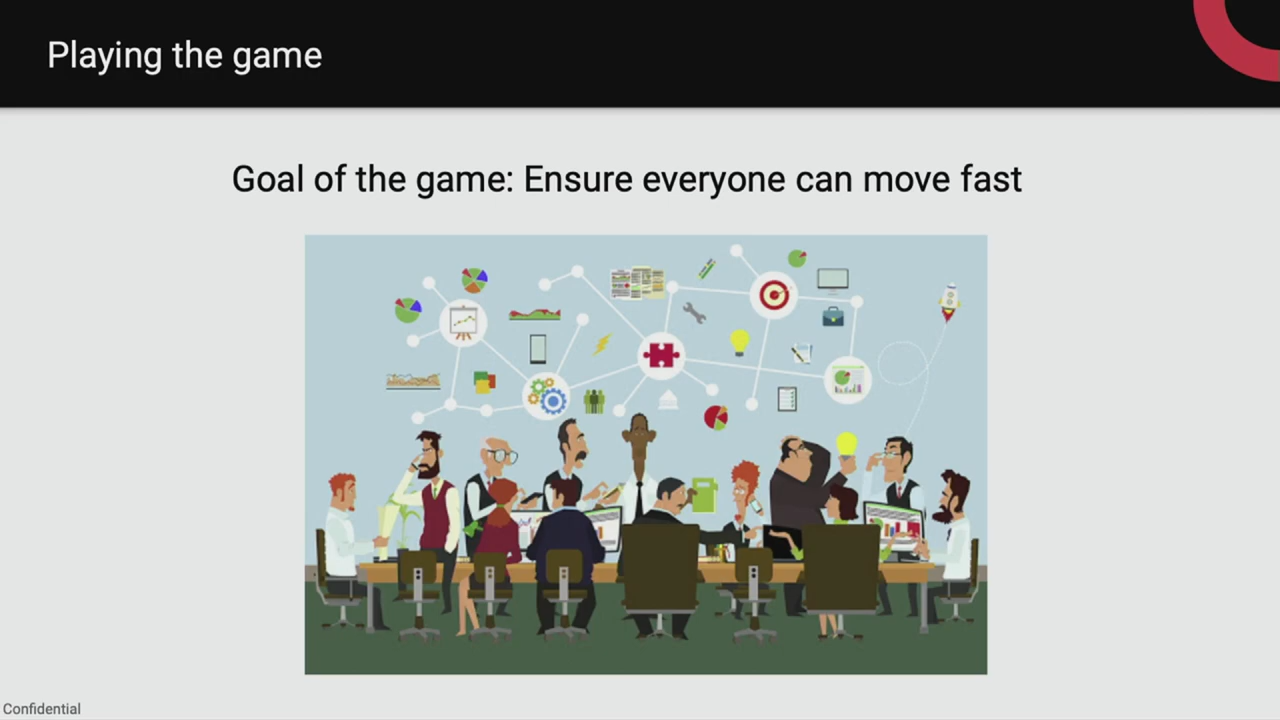 Playing the game
Goal of the game: Ensure everyone can move fast
Confidential